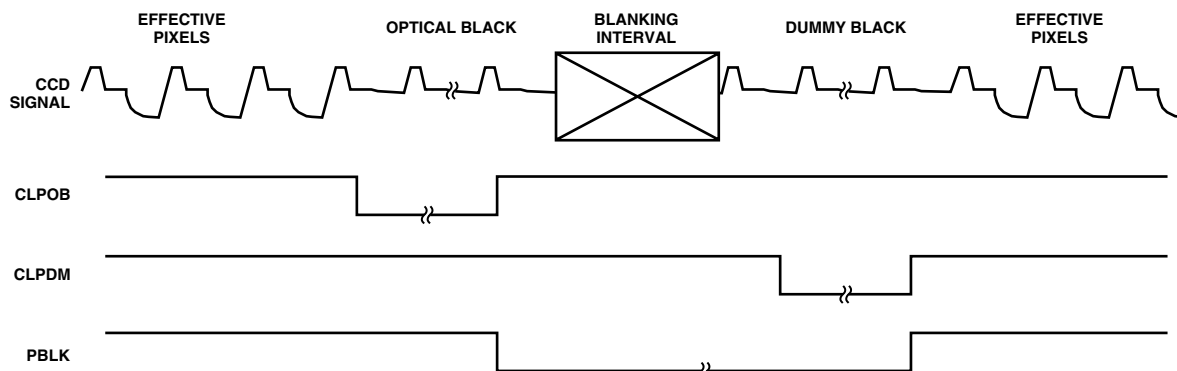 EFFECTIVE
PIXELS
OPTICAL BLACK
BLANKING
INTERVAL
DUMMY BLACK
EFFECTIVE
PIXELS
CCD
SIGNAL
CLPOB
CLPDM
PBLK